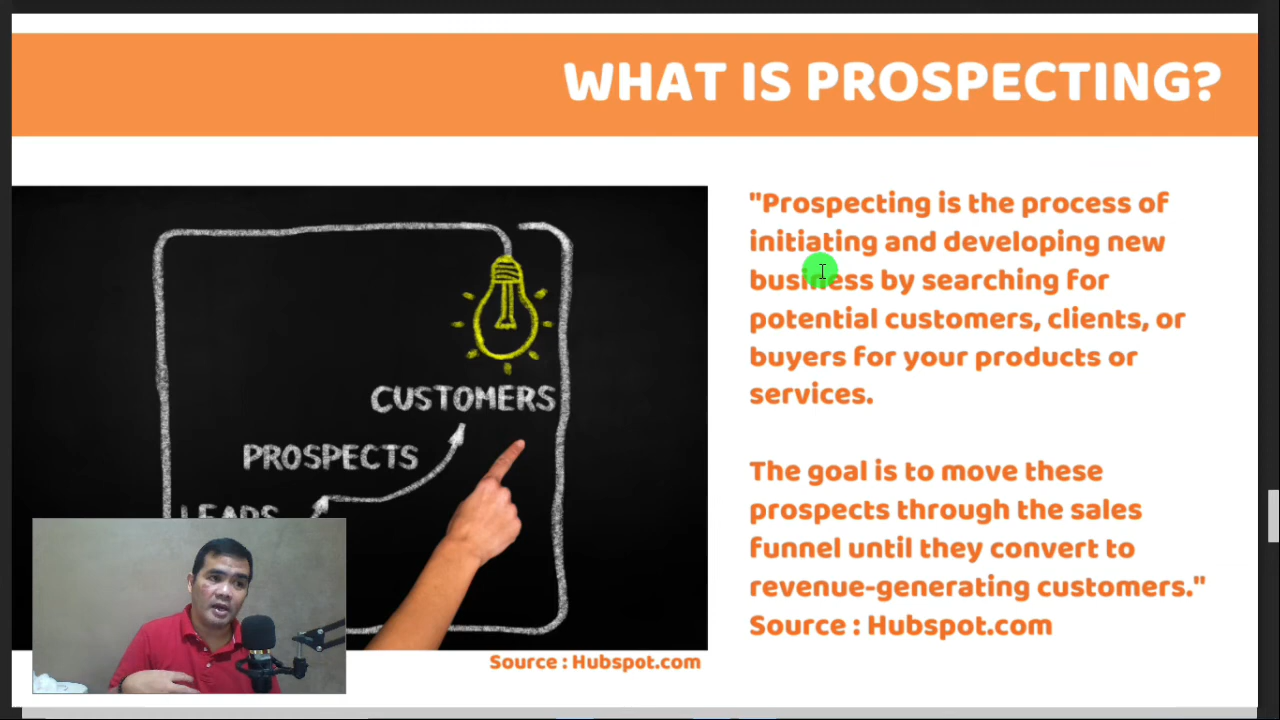 WHAT IS PROSPECTING?
"Prospecting is the process of
initiating and developing new
business by searching for
potential customers, clients, or
buyers for your products or
services.
The goal is to move these
prospects through the sales
funnel until they convert to
revenue-generating customers."
Source : Hubspot.com
CUSTOMERS
PROSPECTS
LEADS
Source : Hubspot.com